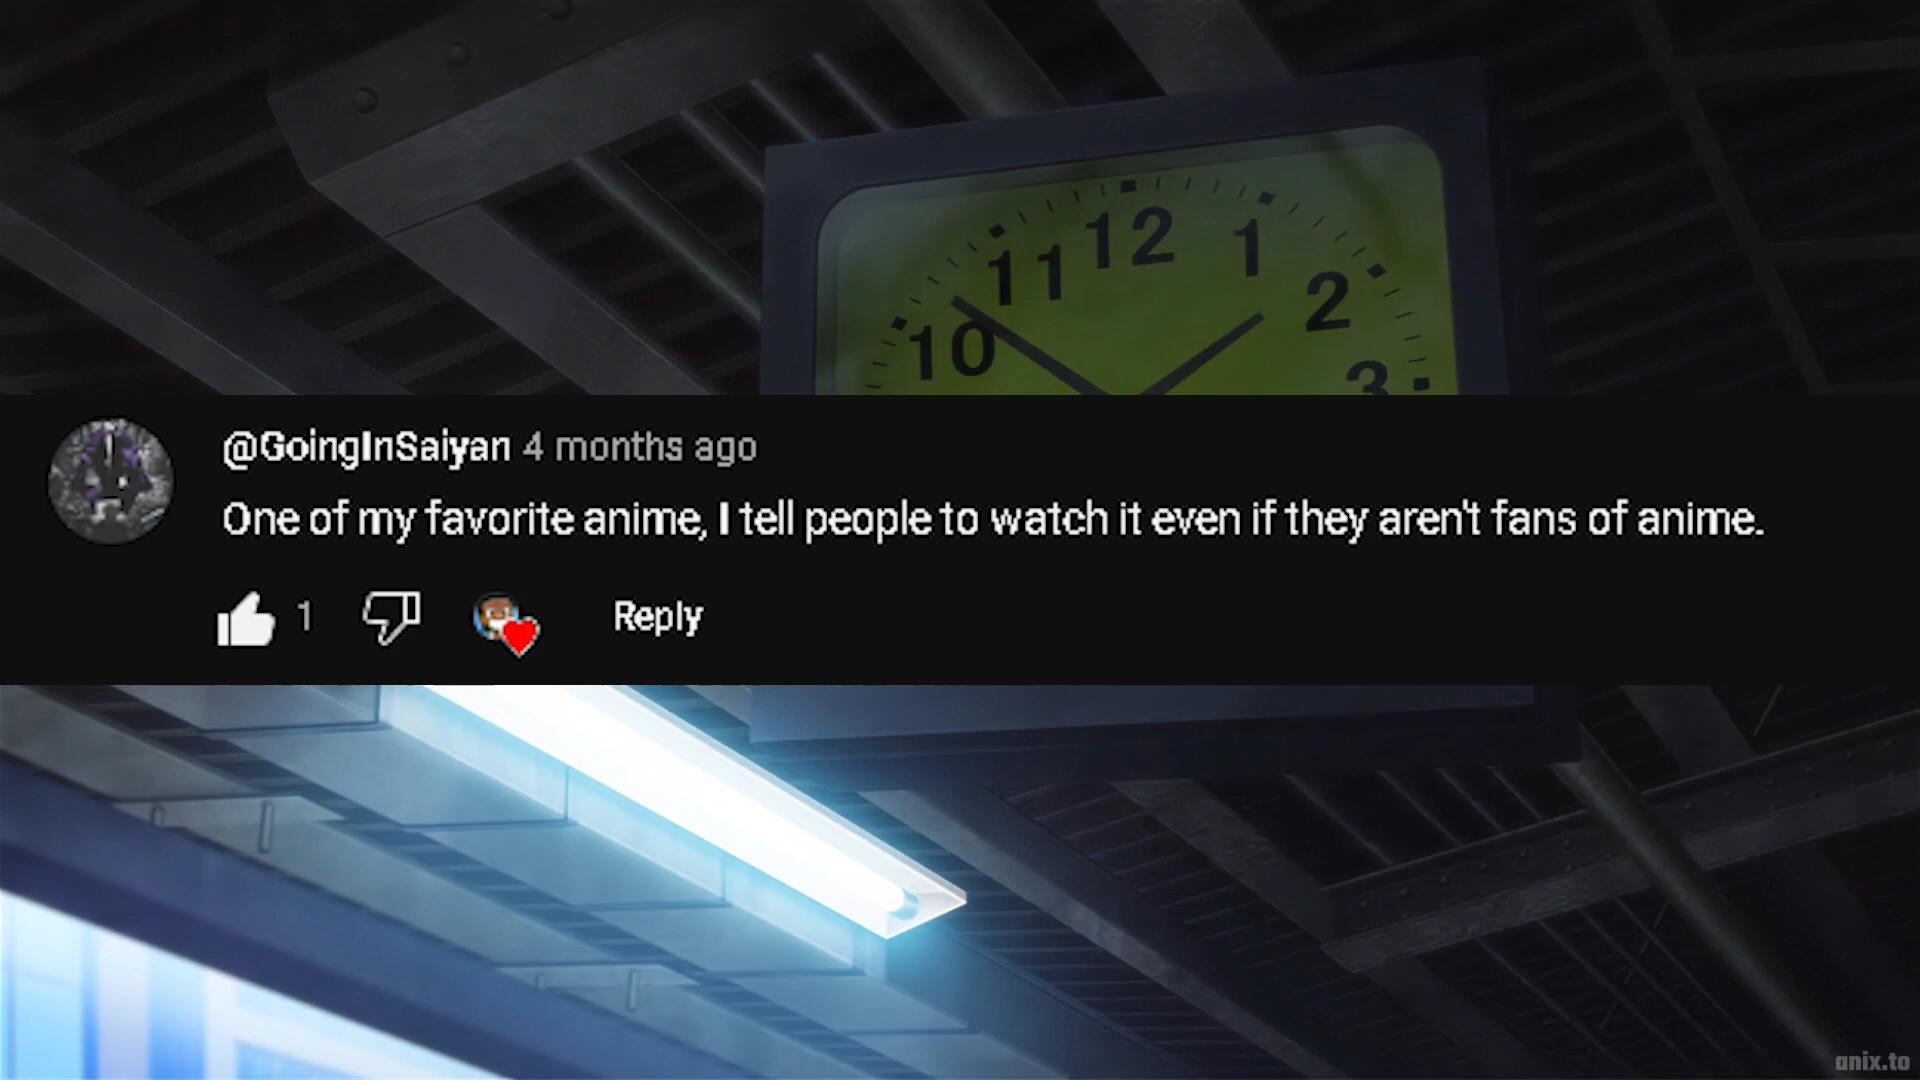 12
11
1
2
10
3
@GoingInSaiyan 4 months ago
One of my favorite anime, I tell people to watch it even if they aren't fans of anime.
1
Reply
anix.to